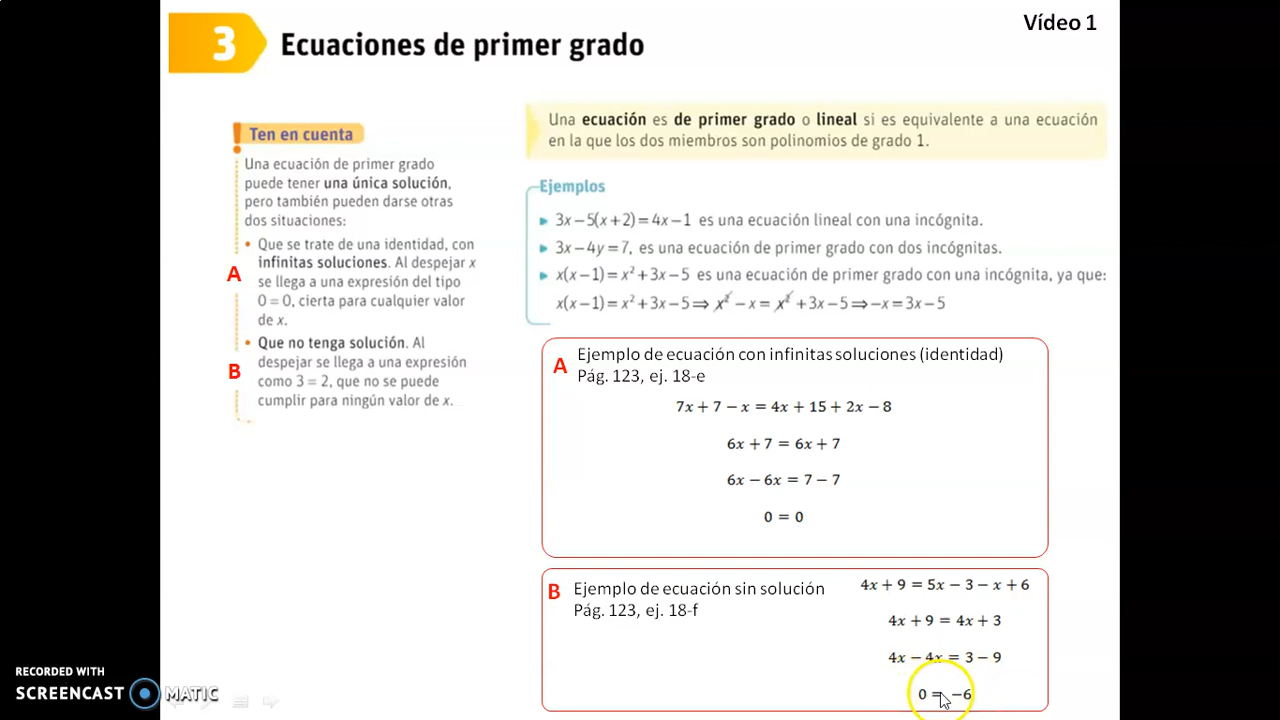 Vídeo 1
3 Ecuaciones de primer grado
! Ten en cuenta
Una ecuación de primer grado
puede tener una única solución,
pero también pueden darse otras
dos situaciones:
• Que se trate de una identidad, con
infinitas soluciones. Al despejar x
A
se llega a una expresión del tipo
0 = 0, cierta para cualquier valor
de x.
• Que no tenga solución. Al
despejar se llega a una expresión
B
como 3 = 2, que no se puede
cumplir para ningún valor de x.
Una ecuación es de primer grado o lineal si es equivalente a una ecuación
en la que los dos miembros son polinomios de grado 1.
Ejemplos
3x − 5(x + 2) = 4x − 1 es una ecuación lineal con una incógnita.
3x − 4y = 7, es una ecuación de primer grado con dos incógnitas.
x(x − 1) = x² + 3x − 5 es una ecuación de primer grado con una incógnita, ya que:
x(x − 1) = x² + 3x − 5 ⇒ x² − x = x² + 3x − 5 ⇒ −x = 3x − 5
A Ejemplo de ecuación con infinitas soluciones (identidad)
Pág. 123, ej. 18-e
7x + 7 − x = 4x + 15 + 2x − 8
6x + 7 = 6x + 7
6x − 6x = 7 − 7
0 = 0
B Ejemplo de ecuación sin solución
Pág. 123, ej. 18-f
4x + 9 = 5x − 3 − x + 6
4x + 9 = 4x + 3
4x − 4x = 3 − 9
0 = −6
RECORDED WITH
SCREENCAST MATIC